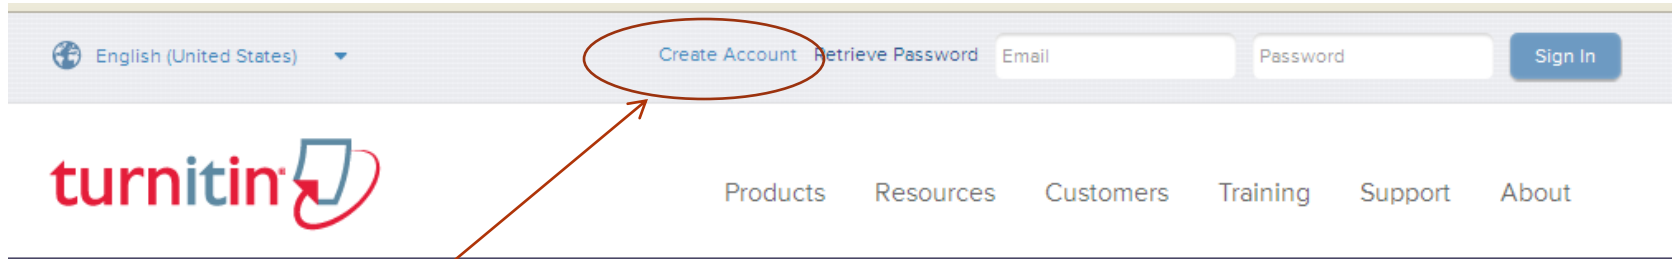 English (United States) Create Account Retrieve Password Email Password Sign In
turnitin Products Resources Customers Training Support About